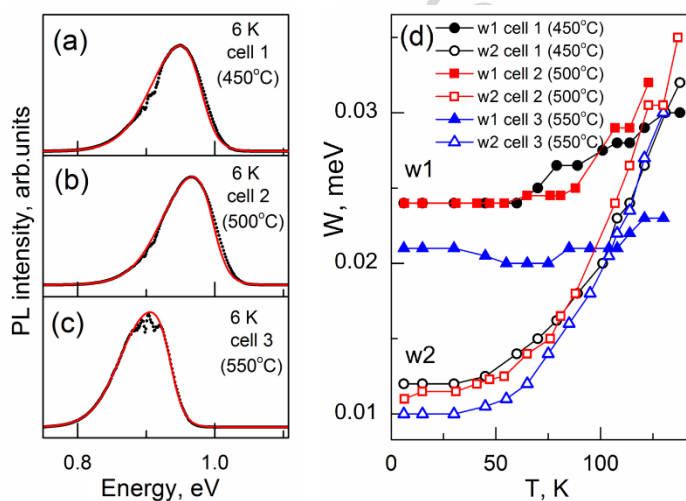 (a)
6 K
cell 1
(450°C)
(b)
6 K
cell 2
(500°C)
(c)
6 K
cell 3
(550°C)
PL intensity, arb.units
0.8
1.0
Energy, eV
(d)
w1 cell 1 (450°C)
w2 cell 1 (450°C)
w1 cell 2 (500°C)
w2 cell 2 (500°C)
w1 cell 3 (550°C)
w2 cell 3 (550°C)
w1
w2
W, meV
0.03
0.02
0.01
0
50
100
T, K